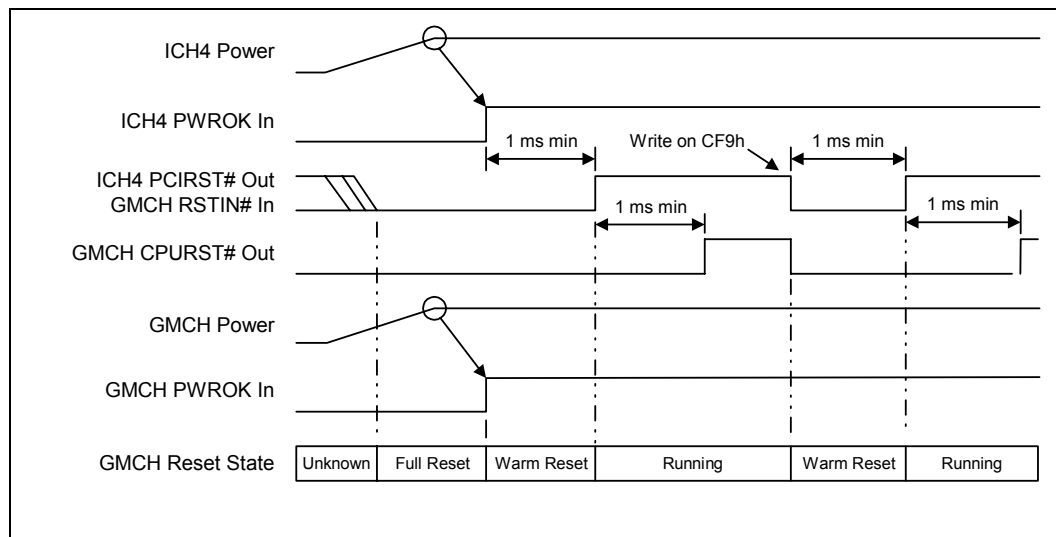 ICH4 Power
ICH4 PWROK In
1 ms min
Write on CF9h
1 ms min
ICH4 PCIRST# Out
GMCH RSTIN# In
1 ms min
1 ms min
GMCH CPURST# Out
GMCH Power
GMCH PWROK In
GMCH Reset State
Unknown
Full Reset
Warm Reset
Running
Warm Reset
Running